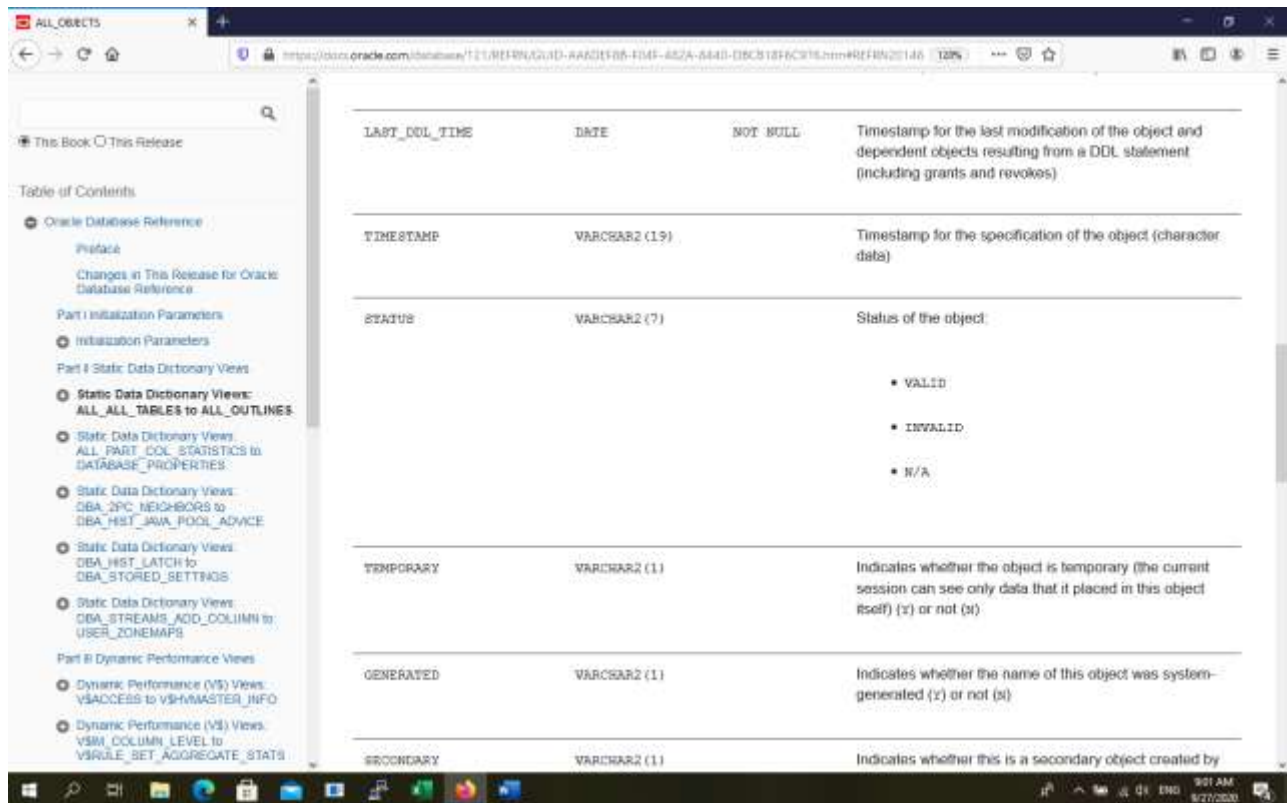 ALL_OBJECTS
oracle.com
120%
This Book This Release
Table of Contents
Oracle Database Reference
Preface
Changes in This Release for Oracle
Database Reference
Part I Initialization Parameters
Initialization Parameters
Part II Static Data Dictionary Views
Static Data Dictionary Views:
ALL_ALL_TABLES to ALL_OUTLINES
Static Data Dictionary Views:
ALL_PART_COL_STATISTICS to
DATABASE_PROPERTIES
Static Data Dictionary Views:
DBA_2PC_NEIGHBORS to
DBA_HIST_JAVA_POOL_ADVICE
Static Data Dictionary Views:
DBA_HIST_LATCH to
DBA_STORED_SETTINGS
Static Data Dictionary Views:
DBA_STREAMS_ADD_COLUMN to
USER_ZONEMAPS
Part III Dynamic Performance Views
Dynamic Performance (V$) Views:
V$ACCESS to V$HVMASTER_INFO
Dynamic Performance (V$) Views:
V$IM_COLUMN_LEVEL to
V$RULE_SET_AGGREGATE_STATS
LAST_DDL_TIME DATE NOT NULL Timestamp for the last modification of the object and
dependent objects resulting from a DDL statement
(including grants and revokes)
TIMESTAMP VARCHAR2(19) Timestamp for the specification of the object (character
data)
STATUS VARCHAR2(7) Status of the object:
• VALID
• INVALID
• N/A
TEMPORARY VARCHAR2(1) Indicates whether the object is temporary (the current
session can see only data that it placed in this object
itself) (Y) or not (N)
GENERATED VARCHAR2(1) Indicates whether the name of this object was system-
generated (Y) or not (N)
SECONDARY VARCHAR2(1) Indicates whether this is a secondary object created by
ENG
9:01 AM
9/27/2020